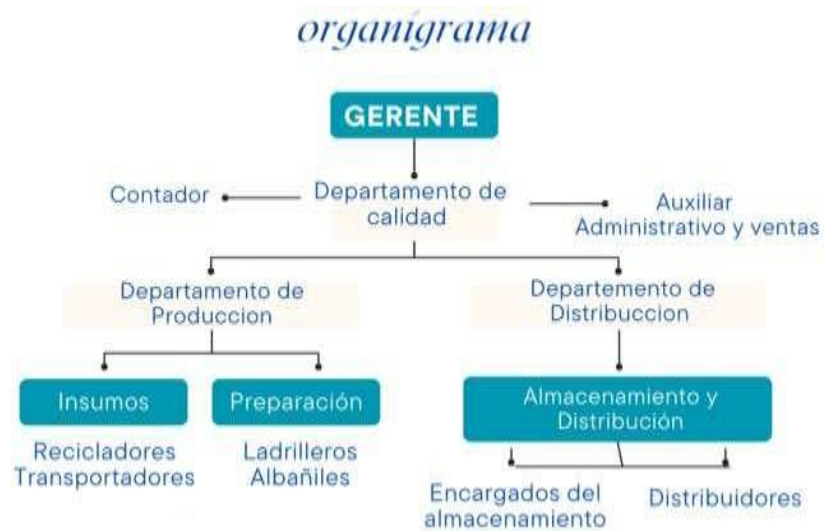 organigrama
GERENTE
Contador
Departamento de
calidad
Auxiliar
Administrativo y ventas
Departamento de
Produccion
Departemento de
Distribuccion
Insumos
Preparación
Almacenamiento y
Distribución
Recicladores
Transportadores
Ladrilleros
Albañiles
Encargados del
almacenamiento
Distribuidores